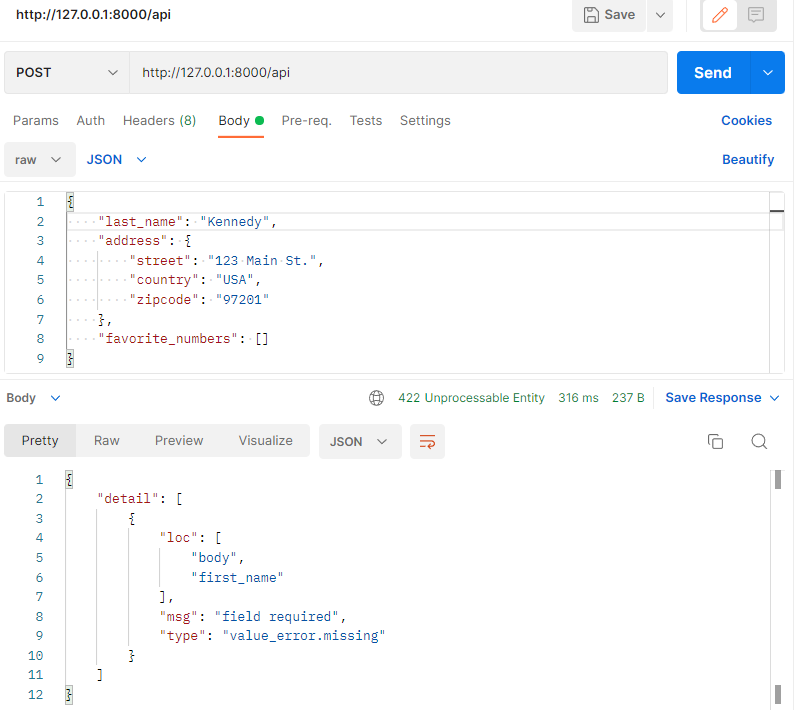 http://127.0.0.1:8000/api Save
POST http://127.0.0.1:8000/api Send
Params Auth Headers (8) Body Pre-req. Tests Settings Cookies
raw JSON Beautify
1 {
2 "last_name": "Kennedy",
3 "address": {
4 "street": "123 Main St.",
5 "country": "USA",
6 "zipcode": "97201"
7 },
8 "favorite_numbers": []
9 }
Body 422 Unprocessable Entity 316 ms 237 B Save Response
Pretty Raw Preview Visualize JSON
1 {
2 "detail": [
3 {
4 "loc": [
5 "body",
6 "first_name"
7 ],
8 "msg": "field required",
9 "type": "value_error.missing"
10 }
11 ]
12 }